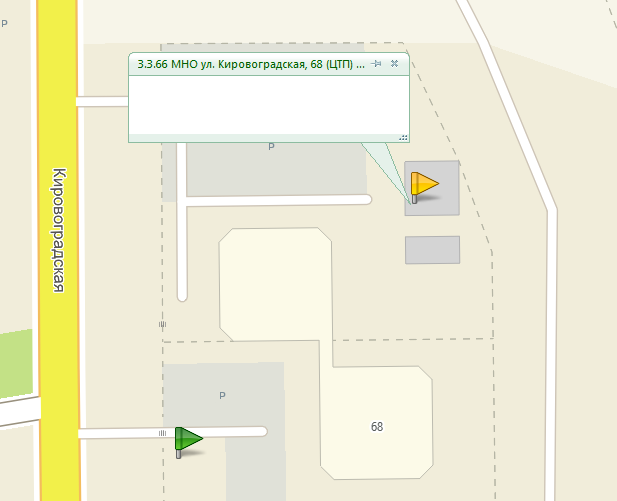 P
3.3.66 МНО ул. Кировоградская, 68 (ЦТП) ...
P
Кировоградская
P
68